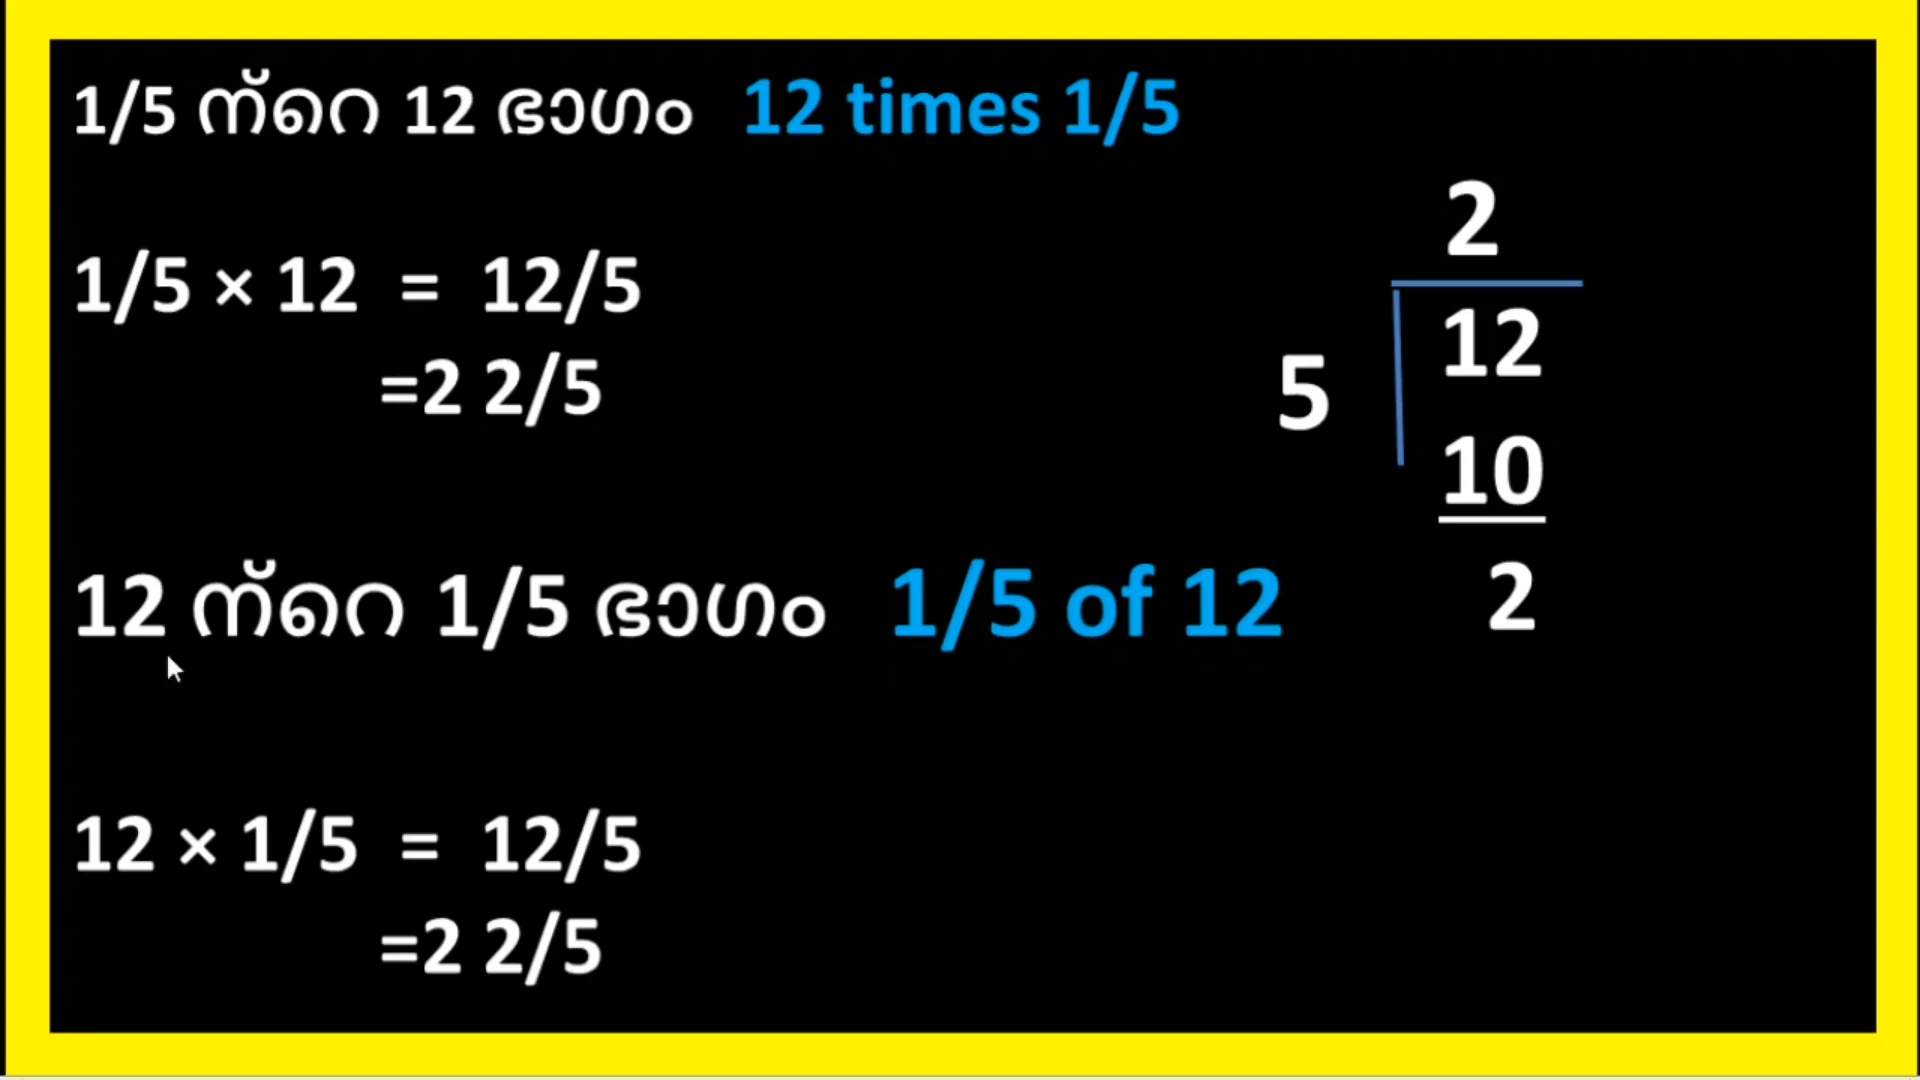 1/5 ന്റെ 12 ഭാഗം 12 times 1/5
1/5 × 12 = 12/5
=2 2/5
2
12
5
10
2
12 ന്റെ 1/5 ഭാഗം 1/5 of 12
12 × 1/5 = 12/5
=2 2/5